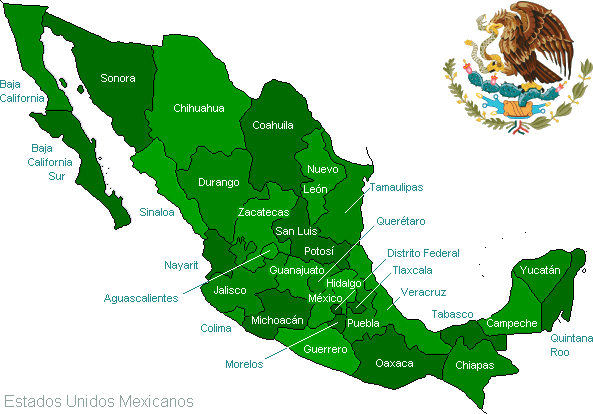 Baja
California
Sonora
Chihuahua
Coahuila
Baja
California
Sur
Nuevo
León
Durango
Tamaulipas
Sinaloa
Zacatecas
Querétaro
San Luis
Potosí
Distrito Federal
Nayarit
Guanajuato
Tlaxcala
Yucatán
Hidalgo
Aguascalientes
Jalisco
México
Veracruz
Tabasco
Campeche
Colima
Michoacán
Puebla
Quintana
Roo
Morelos
Guerrero
Oaxaca
Chiapas
Estados Unidos Mexicanos